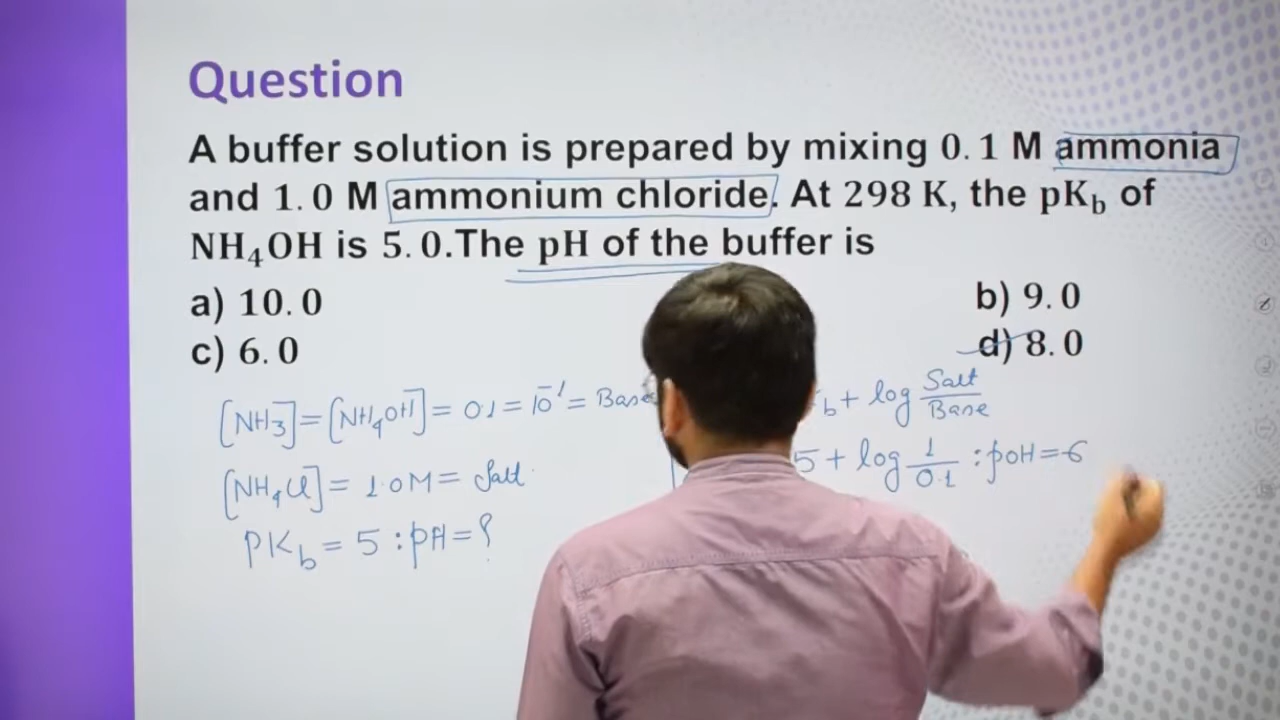 Question
A buffer solution is prepared by mixing 0.1 M ammonia
and 1.0 M ammonium chloride. At 298 K, the pK_b of
NH₄OH is 5.0.The pH of the buffer is
a) 10.0
b) 9.0
c) 6.0
d) 8.0
[NH₃] = [NH₄OH] = 0.1 = 10⁻¹ = Base
[NH₄Cl] = 1.0M = Salt
pK_b = 5 : pH = ?
b + log Salt/Base
5 + log 1/0.1 : pOH = 6